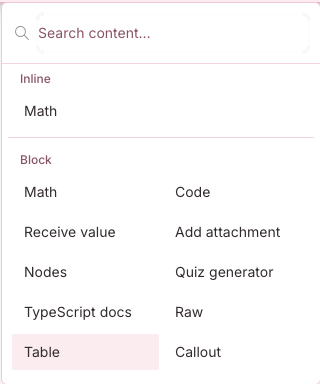 Search content...
Inline
Math
Block
Math Code
Receive value Add attachment
Nodes Quiz generator
TypeScript docs Raw
Table Callout